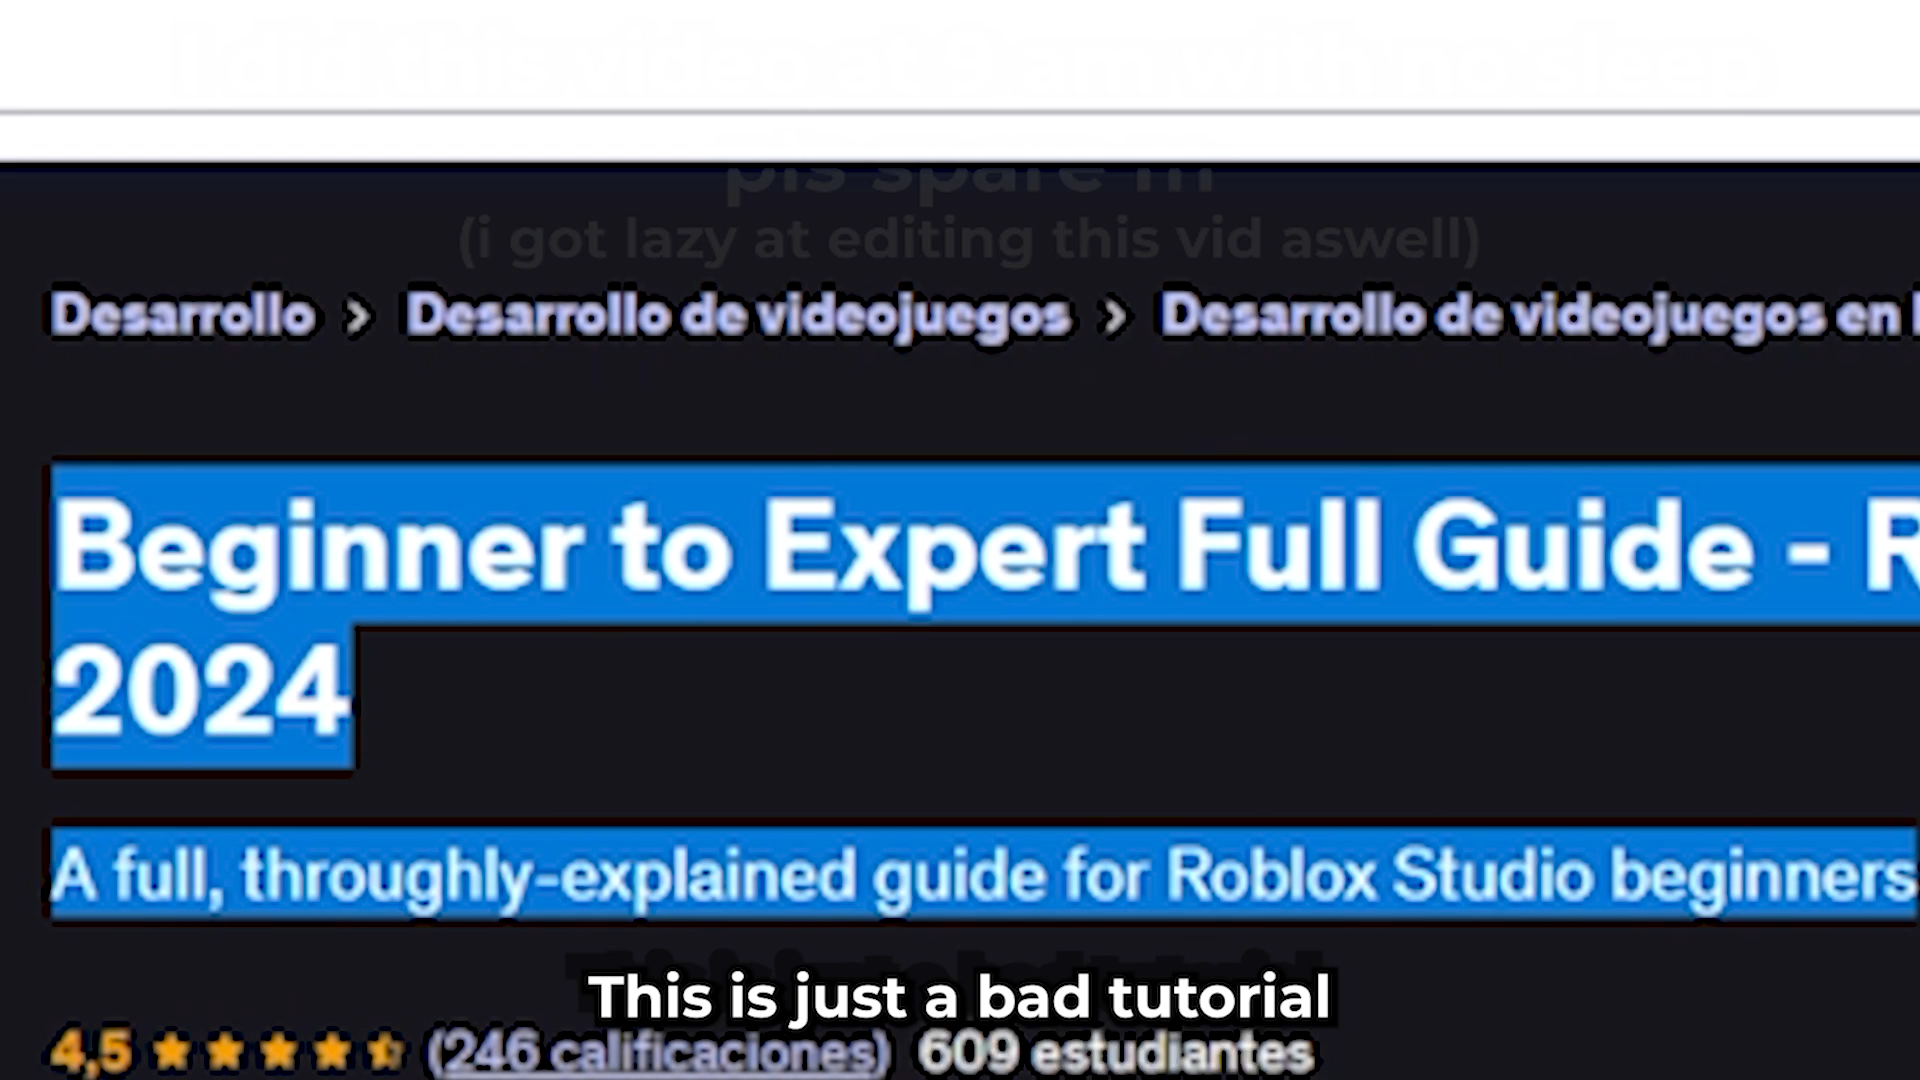 pls spare m
(i got lazy at editing this vid aswell)
Desarrollo > Desarrollo de videojuegos > Desarrollo de videojuegos en
Beginner to Expert Full Guide - R
2024
A full, throughly-explained guide for Roblox Studio beginners
This is just a bad tutorial
4,5 (246 calificaciones) 609 estudiantes